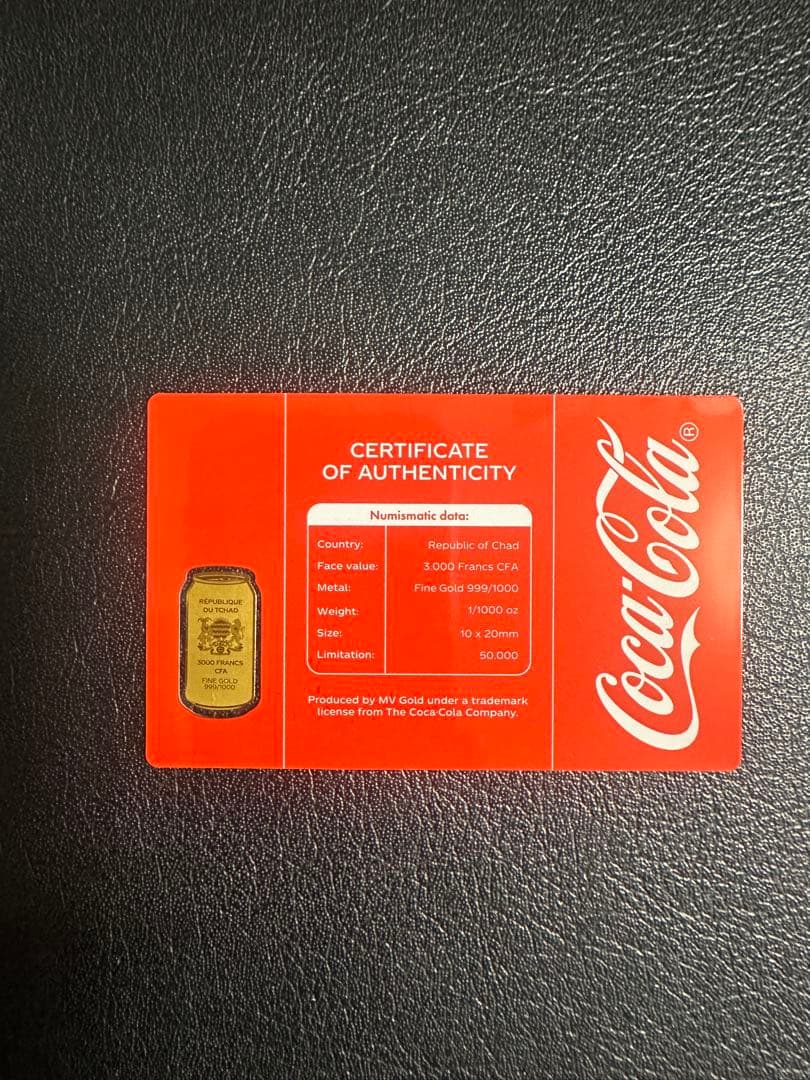 CERTIFICATE
OF AUTHENTICITY
Numismatic data:
Country: Republic of Chad
Face value: 3.000 Francs CFA
Metal: Fine Gold 999/1000
Weight: 1/1000 oz
Size: 10 x 20mm
Limitation: 50.000
Produced by MV Gold under a trademark
license from The Coca-Cola Company.
RÉPUBLIQUE
DU TCHAD
3000 FRANCS
CFA
FINE GOLD
999/1000
Coca-Cola®